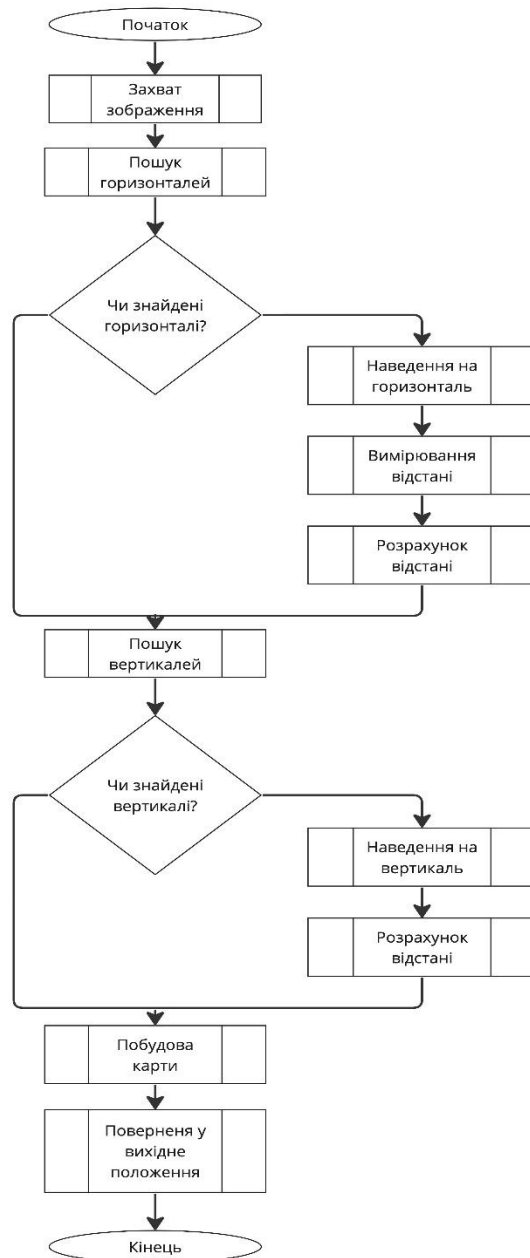 Початок
Захват
зображення
Пошук
горизонталей
Чи знайдені
горизонталі?
Наведення на
горизонталь
Вимірювання
відстані
Розрахунок
відстані
Пошук
вертикалей
Чи знайдені
вертикалі?
Наведення на
вертикаль
Розрахунок
відстані
Побудова
карти
Поверненя у
вихідне
положення
Кінець